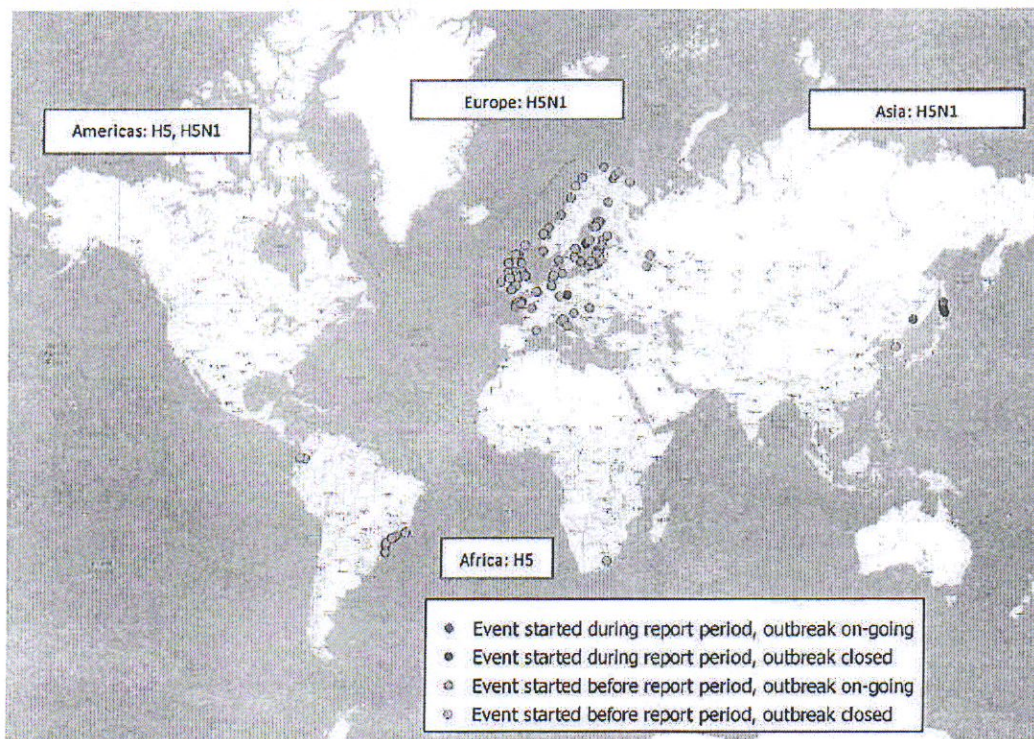 Americas: H5, H5N1
Europe: H5N1
Asia: H5N1
Africa: H5
Event started during report period, outbreak on-going
Event started during report period, outbreak closed
Event started before report period, outbreak on-going
Event started before report period, outbreak closed